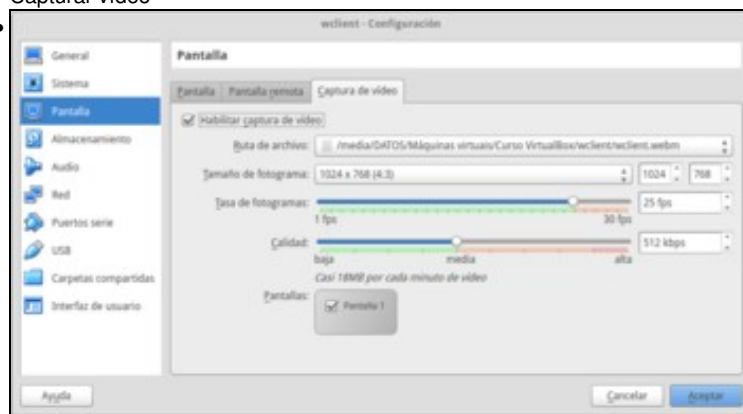 Capturar vídeo
wclient - Configuración
General
Sistema
Pantalla
Almacenamiento
Audio
Red
Puertos serie
USB
Carpetas compartidas
Interfaz de usuario
Pantalla
Pantalla Pantalla remota Captura de vídeo
Habilitar captura de vídeo
Ruta de archivo: /media/DATOS/Máquinas virtuais/Curso VirtualBox/wclient/wclient.webm
Tamaño de fotograma: 1024 x 768 (4:3) 1024 768
Tasa de fotogramas: 25 fps
1 fps 30 fps
Calidad: 512 kbps
baja media alta
Casi 18MB por cada minuto de vídeo
Pantallas: Pantalla 1
Ayuda Cancelar Aceptar